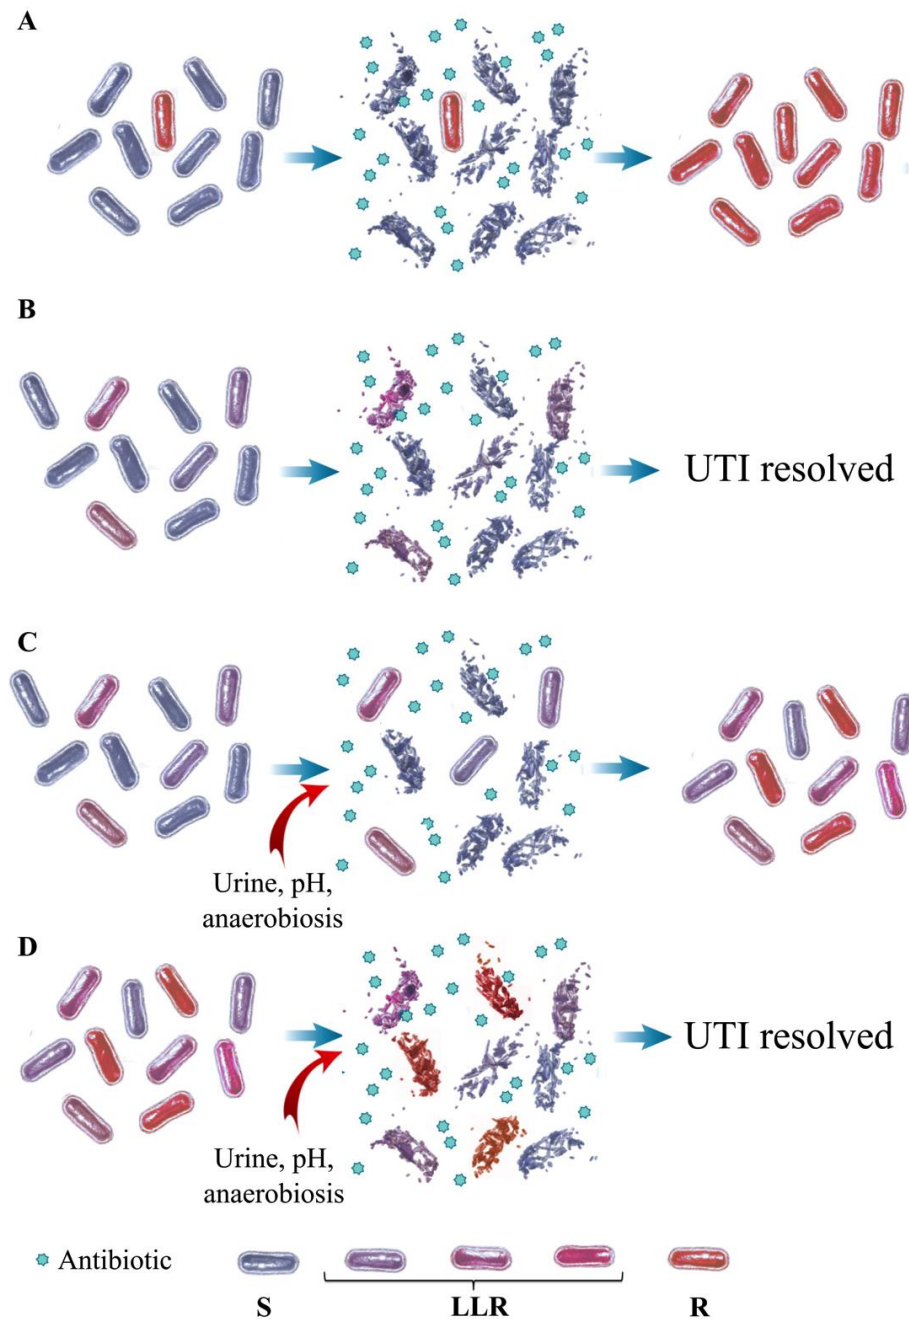 A
B
UTI resolved
C
Urine, pH,
anaerobiosis
D
UTI resolved
Urine, pH,
anaerobiosis
Antibiotic
S
LLR
R